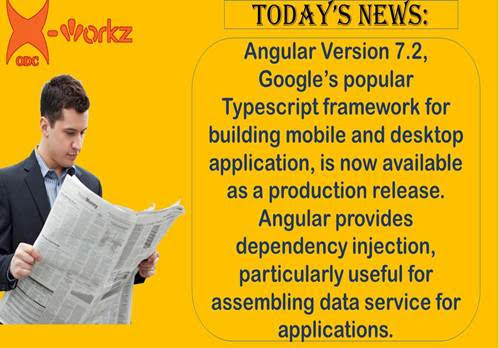 X-Workz
ODC
TODAY'S NEWS:
Angular Version 7.2,
Google's popular
Typescript framework for
building mobile and desktop
application, is now available
as a production release.
Angular provides
dependency injection,
particularly useful for
assembling data service for
applications.